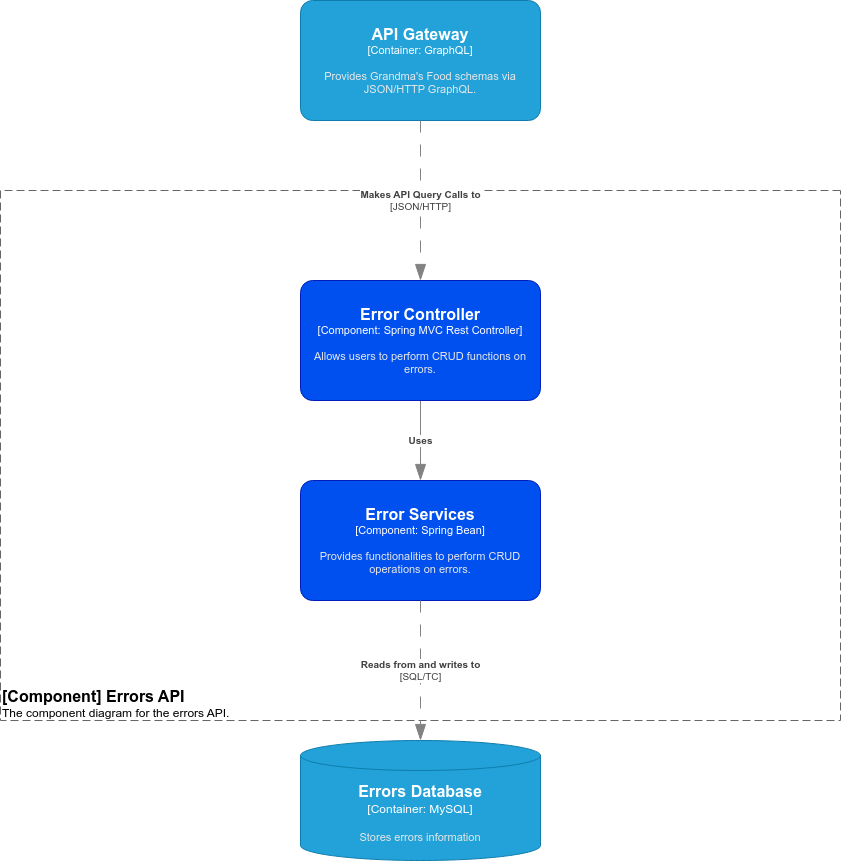 API Gateway
[Container: GraphQL]
Provides Grandma's Food schemas via
JSON/HTTP GraphQL.
Makes API Query Calls to
[JSON/HTTP]
Error Controller
[Component: Spring MVC Rest Controller]
Allows users to perform CRUD functions on
errors.
Uses
Error Services
[Component: Spring Bean]
Provides functionalities to perform CRUD
operations on errors.
Reads from and writes to
[SQL/TC]
[Component] Errors API
The component diagram for the errors API.
Errors Database
[Container: MySQL]
Stores errors information